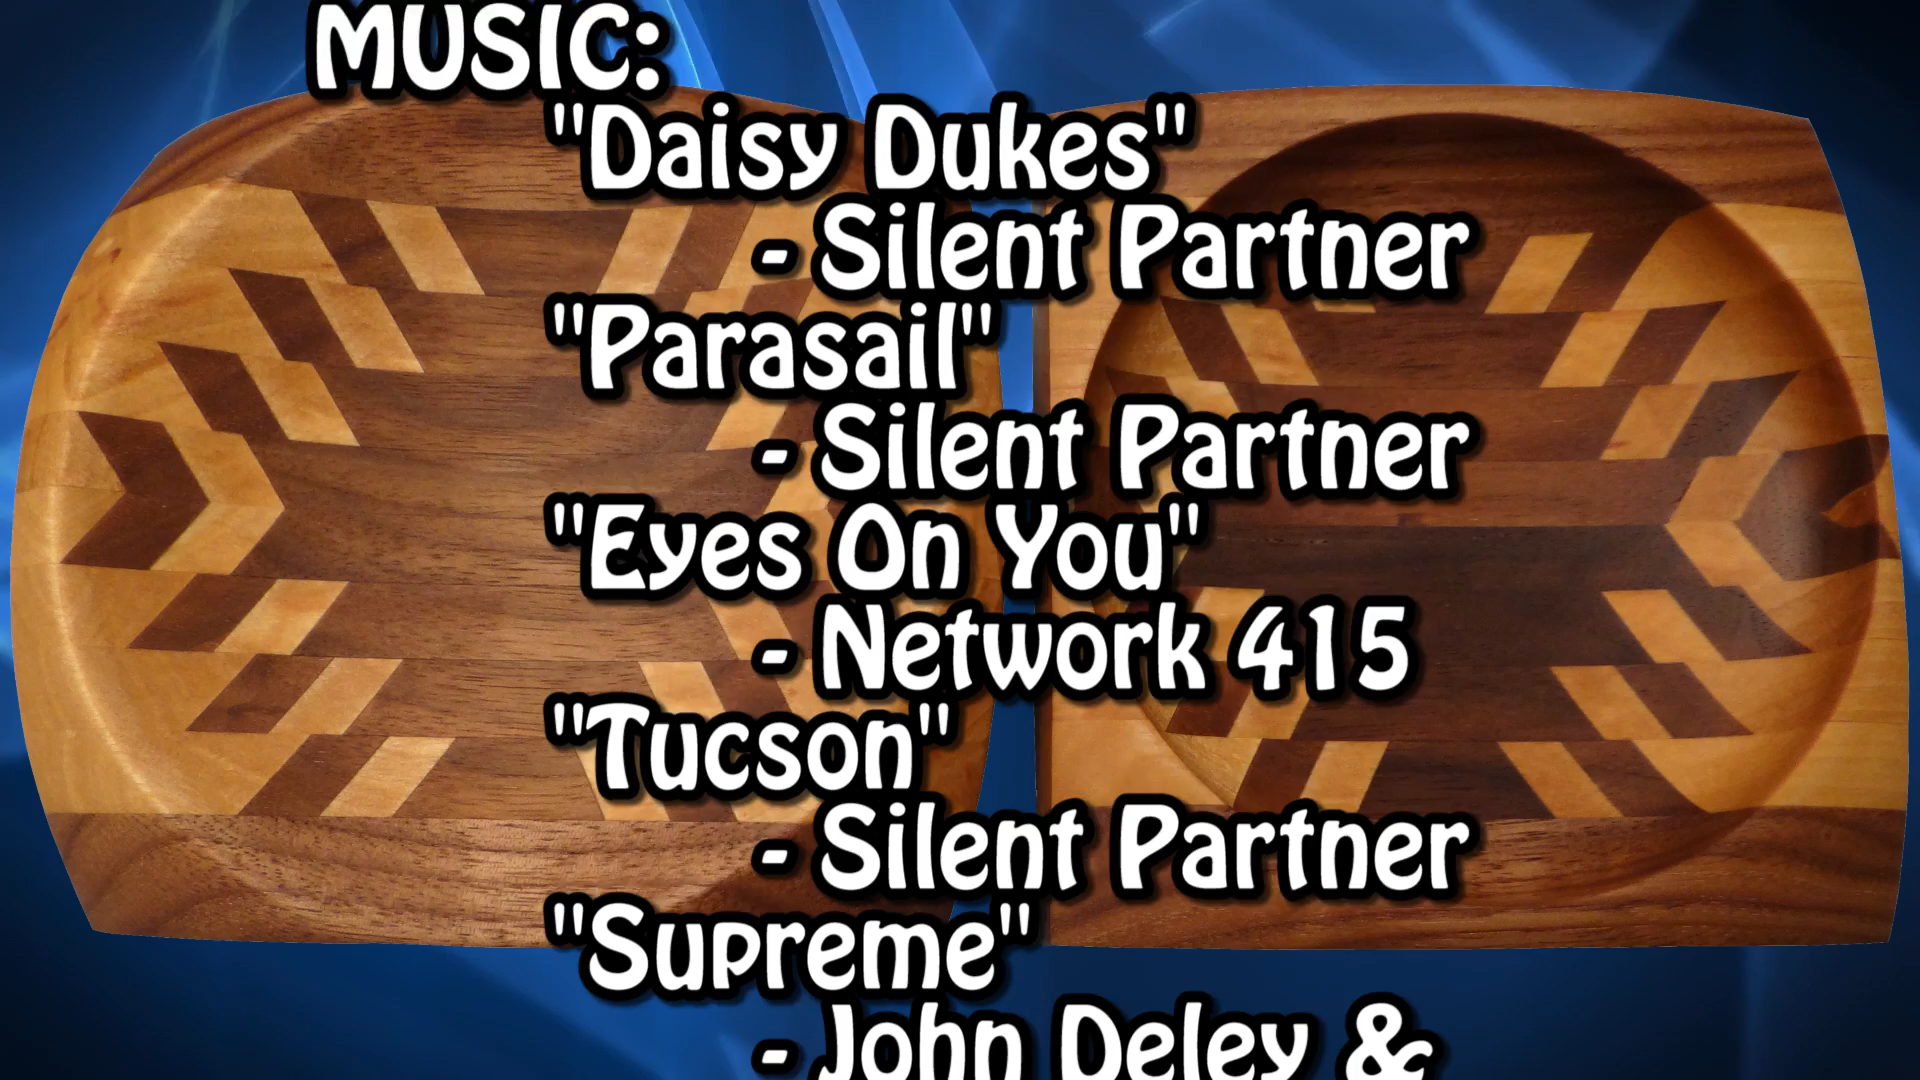 MUSIC:
"Daisy Dukes"
- Silent Partner
"Parasail"
- Silent Partner
"Eyes On You"
- Network 415
"Tucson"
- Silent Partner
"Supreme"
- John Deley &